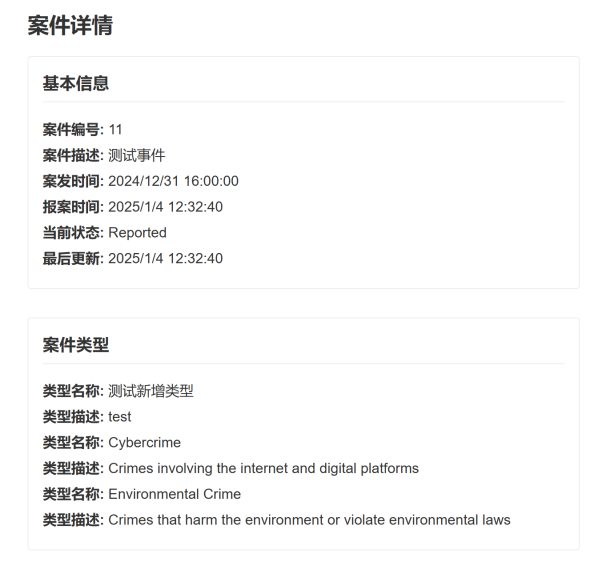 案件详情
基本信息
案件编号: 11
案件描述: 测试事件
案发时间: 2024/12/31 16:00:00
报案时间: 2025/1/4 12:32:40
当前状态: Reported
最后更新: 2025/1/4 12:32:40
案件类型
类型名称: 测试新增类型
类型描述: test
类型名称: Cybercrime
类型描述: Crimes involving the internet and digital platforms
类型名称: Environmental Crime
类型描述: Crimes that harm the environment or violate environmental laws